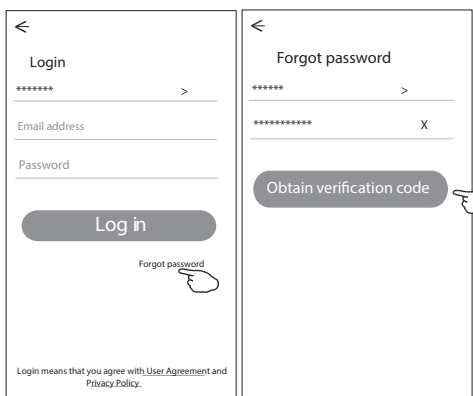 Login
******* >
Email address
Password
Log in
Forgot password
Login means that you agree with User Agreement and
Privacy Policy
Forgot password
****** >
*********** X
Obtain verification code